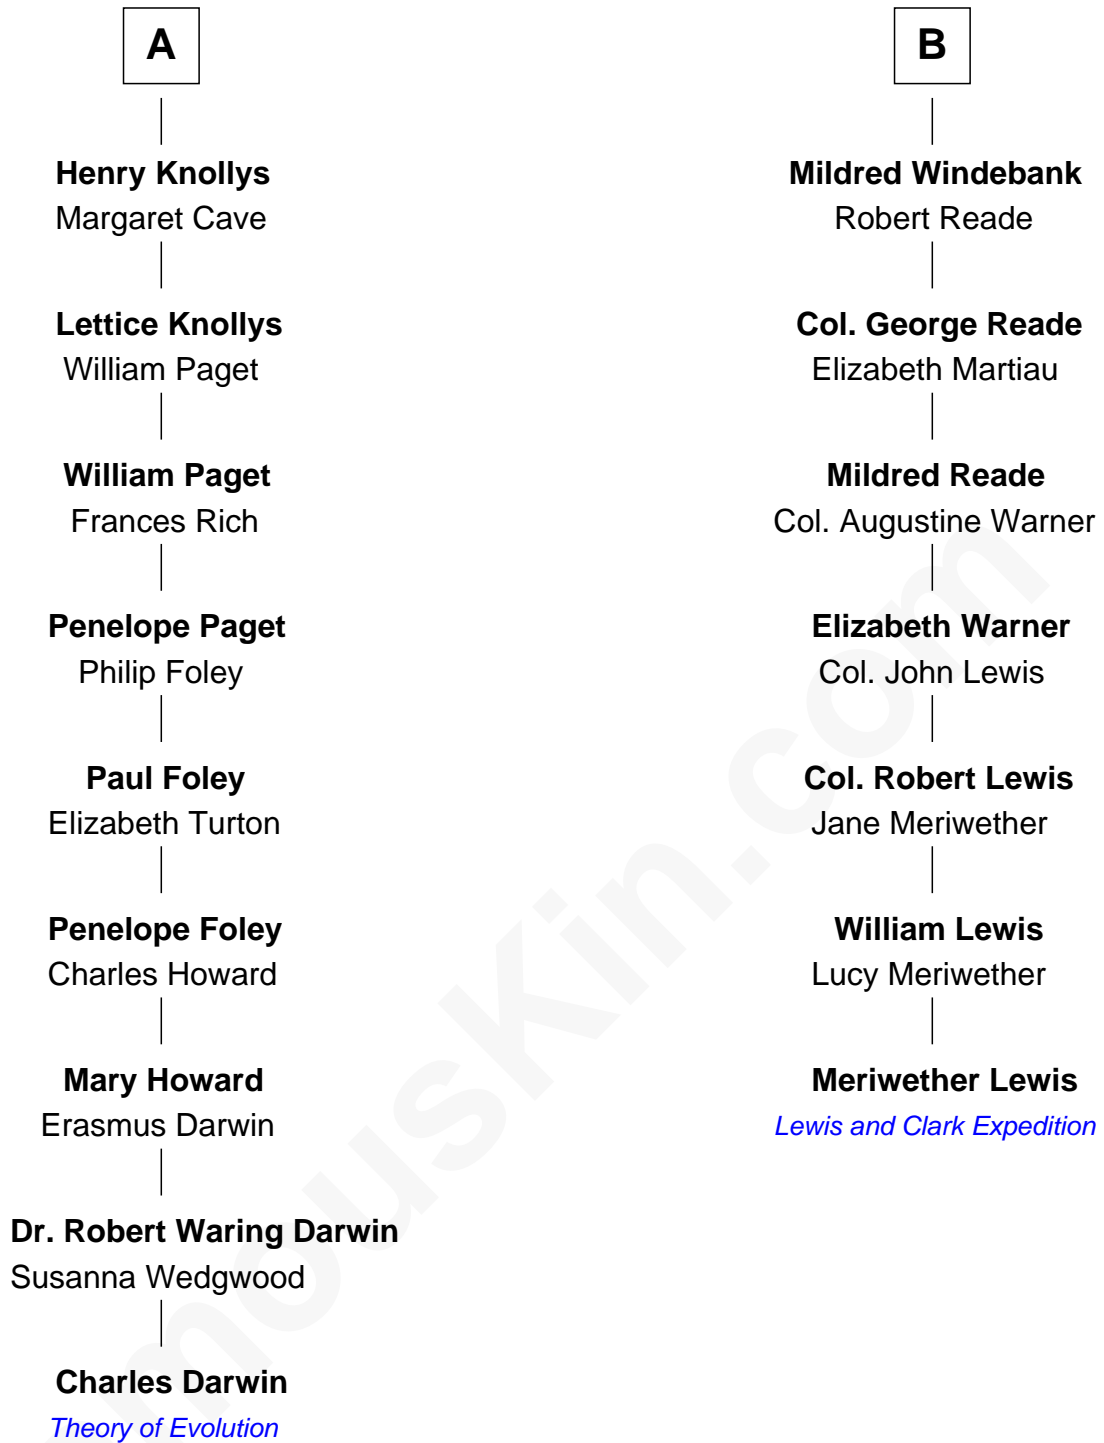 A
Henry Knollys
Margaret Cave
Lettice Knollys
William Paget
William Paget
Frances Rich
Penelope Paget
Philip Foley
Paul Foley
Elizabeth Turton
Penelope Foley
Charles Howard
Mary Howard
Erasmus Darwin
Dr. Robert Waring Darwin
Susanna Wedgwood
Charles Darwin
Theory of Evolution
B
Mildred Windebank
Robert Reade
Col. George Reade
Elizabeth Martiau
Mildred Reade
Col. Augustine Warner
Elizabeth Warner
Col. John Lewis
Col. Robert Lewis
Jane Meriwether
William Lewis
Lucy Meriwether
Meriwether Lewis
Lewis and Clark Expedition
mousKin.com